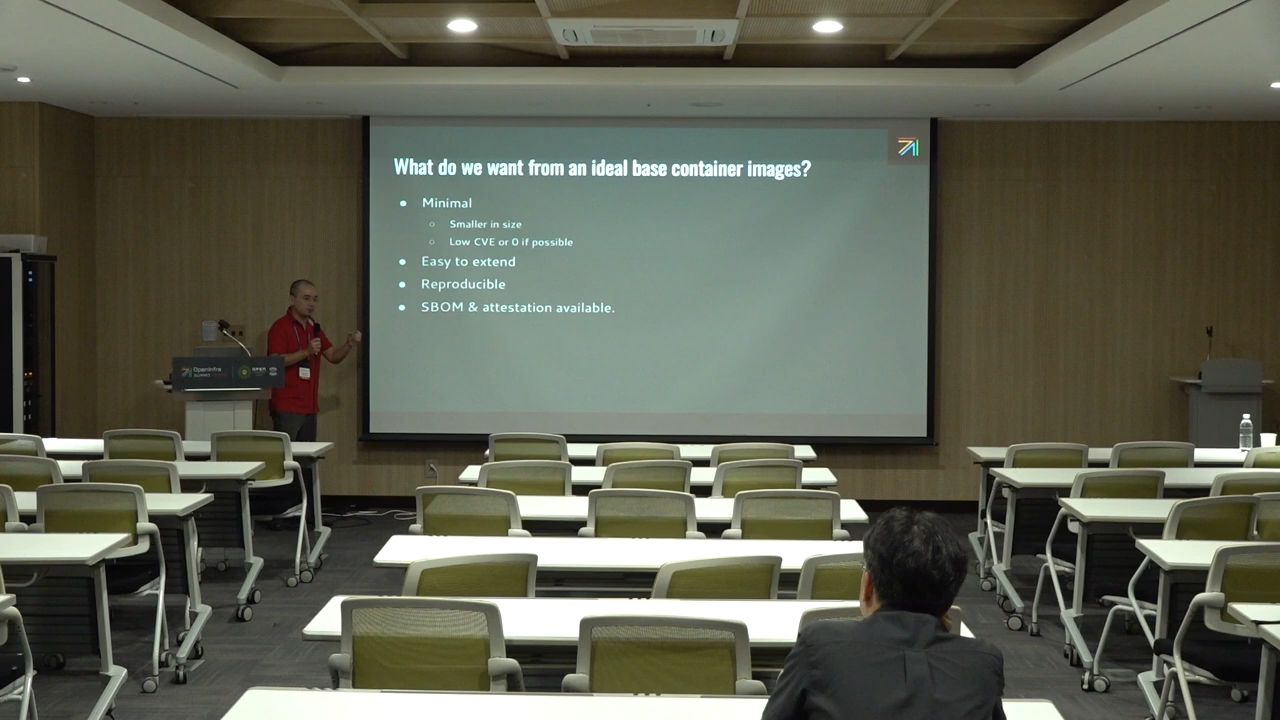 What do we want from an ideal base container images?
Minimal
Smaller in size
Low CVE or 0 if possible
Easy to extend
Reproducible
SBOM & attestation available.
OpenInfra